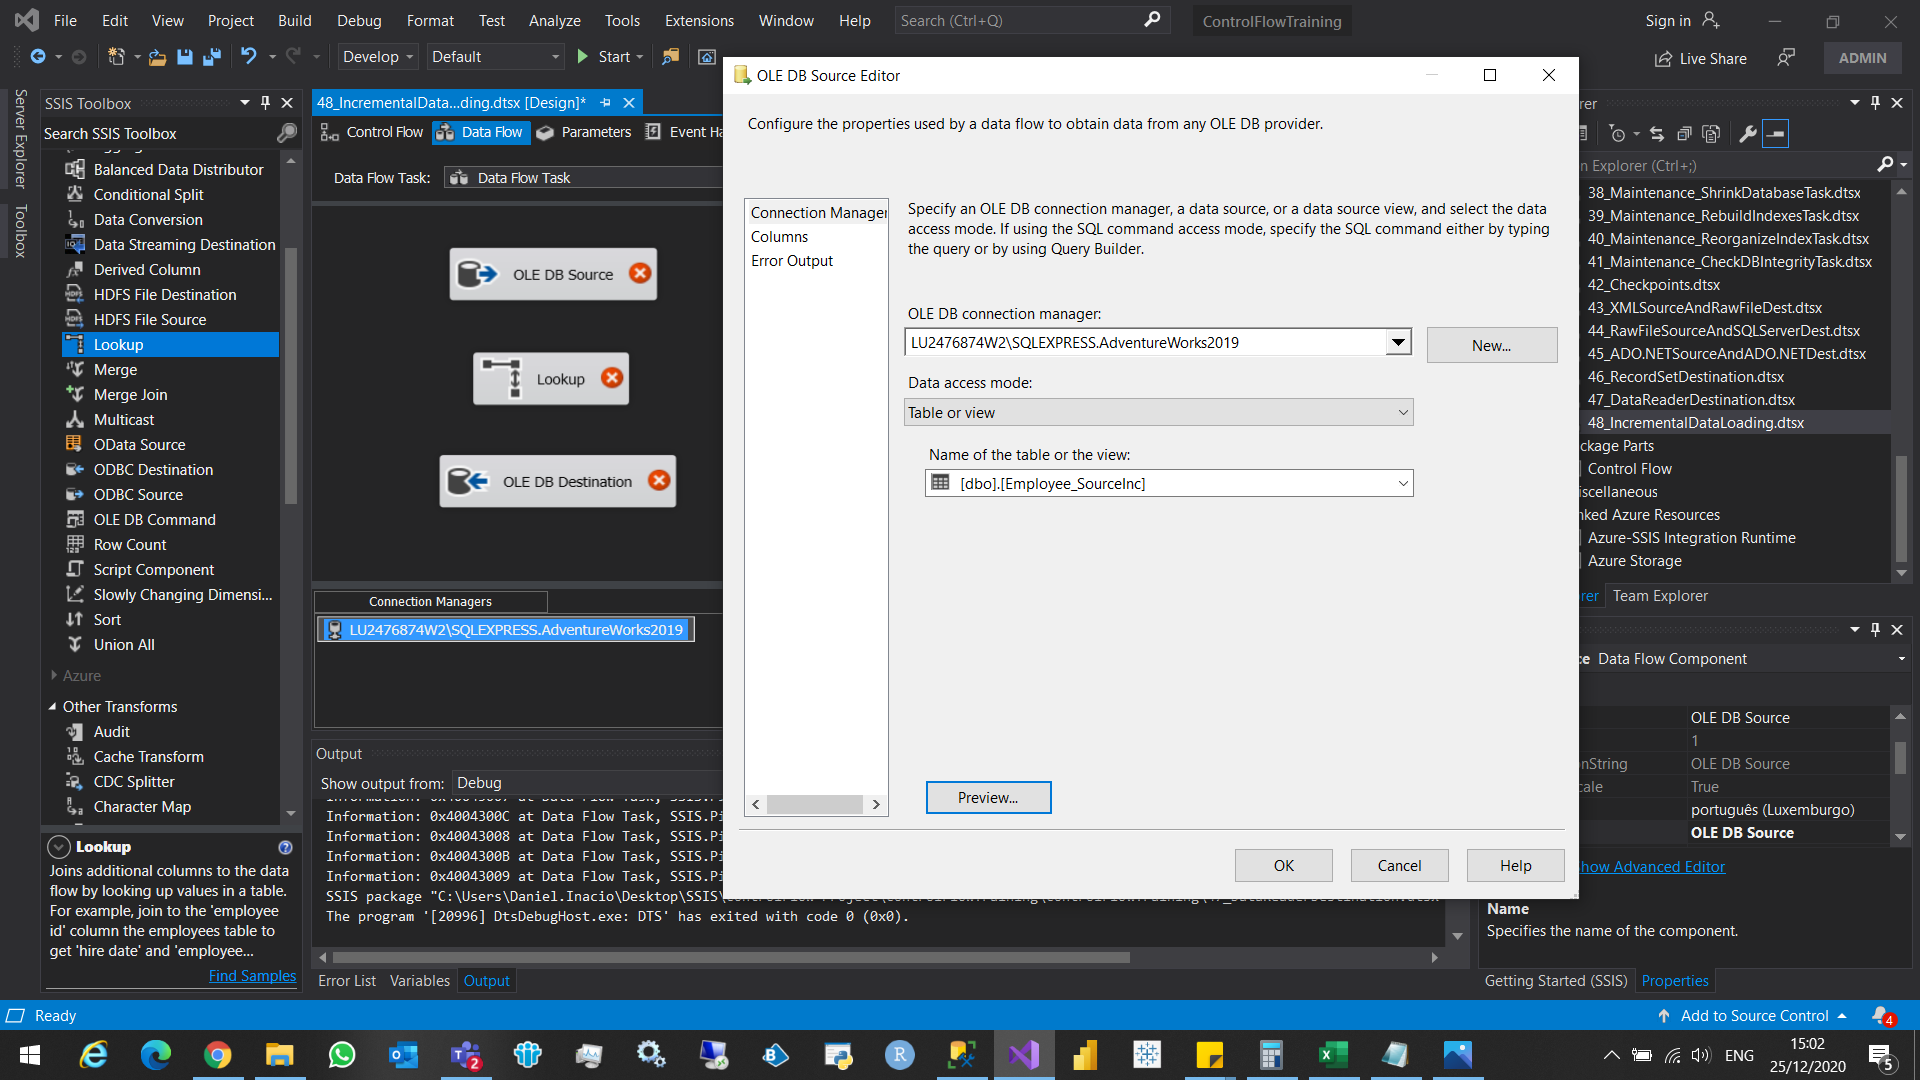 File Edit View Project Build Debug Format Test Analyze Tools Extensions Window Help Search (Ctrl+Q) ControlFlowTraining Sign in
Develop Default Start Live Share ADMIN
Server Explorer
Toolbox
SSIS Toolbox
Search SSIS Toolbox
Balanced Data Distributor
Conditional Split
Data Conversion
Data Streaming Destination
Derived Column
HDFS File Destination
HDFS File Source
Lookup
Merge
Merge Join
Multicast
OData Source
ODBC Destination
ODBC Source
OLE DB Command
Row Count
Script Component
Slowly Changing Dimensi...
Sort
Union All
Azure
Other Transforms
Audit
Cache Transform
CDC Splitter
Character Map
Lookup
Joins additional columns to the data
flow by looking up values in a table.
For example, join to the 'employee
id' column the employees table to
get 'hire date' and 'employee...
Find Samples
48_IncrementalData...ding.dtsx [Design]*
Control Flow Data Flow Parameters Event Ha
Data Flow Task: Data Flow Task
OLE DB Source
Lookup
OLE DB Destination
Connection Managers
LU2476874W2\SQLEXPRESS.AdventureWorks2019
Output
Show output from: Debug
Information: 0x4004300C at Data Flow Task, SSIS.Pi
Information: 0x40043008 at Data Flow Task, SSIS.Pi
Information: 0x4004300B at Data Flow Task, SSIS.Pi
Information: 0x40043009 at Data Flow Task, SSIS.Pi
SSIS package "C:\Users\Daniel.Inacio\Desktop\SSIS\
The program '[20996] DtsDebugHost.exe: DTS' has exited with code 0 (0x0).
Error List Variables Output
OLE DB Source Editor
Configure the properties used by a data flow to obtain data from any OLE DB provider.
Connection Manager
Columns
Error Output
Specify an OLE DB connection manager, a data source, or a data source view, and select the data
access mode. If using the SQL command access mode, specify the SQL command either by typing
the query or by using Query Builder.
OLE DB connection manager:
LU2476874W2\SQLEXPRESS.AdventureWorks2019 New...
Data access mode:
Table or view
Name of the table or the view:
[dbo].[Employee_SourceInc]
Preview...
OK Cancel Help
rer
n Explorer (Ctrl+;)
38_Maintenance_ShrinkDatabaseTask.dtsx
39_Maintenance_RebuildIndexesTask.dtsx
40_Maintenance_ReorganizeIndexTask.dtsx
41_Maintenance_CheckDBIntegrityTask.dtsx
42_Checkpoints.dtsx
43_XMLSourceAndRawFileDest.dtsx
44_RawFileSourceAndSQLServerDest.dtsx
45_ADO.NETSourceAndADO.NETDest.dtsx
46_RecordSetDestination.dtsx
47_DataReaderDestination.dtsx
48_IncrementalDataLoading.dtsx
ckage Parts
Control Flow
iscellaneous
nked Azure Resources
Azure-SSIS Integration Runtime
Azure Storage
rer Team Explorer
ce Data Flow Component
OLE DB Source
1
onString OLE DB Source
cale True
português (Luxemburgo)
OLE DB Source
how Advanced Editor
Name
Specifies the name of the component.
Getting Started (SSIS) Properties
Ready Add to Source Control 4
2 ENG 15:02
25/12/2020 5